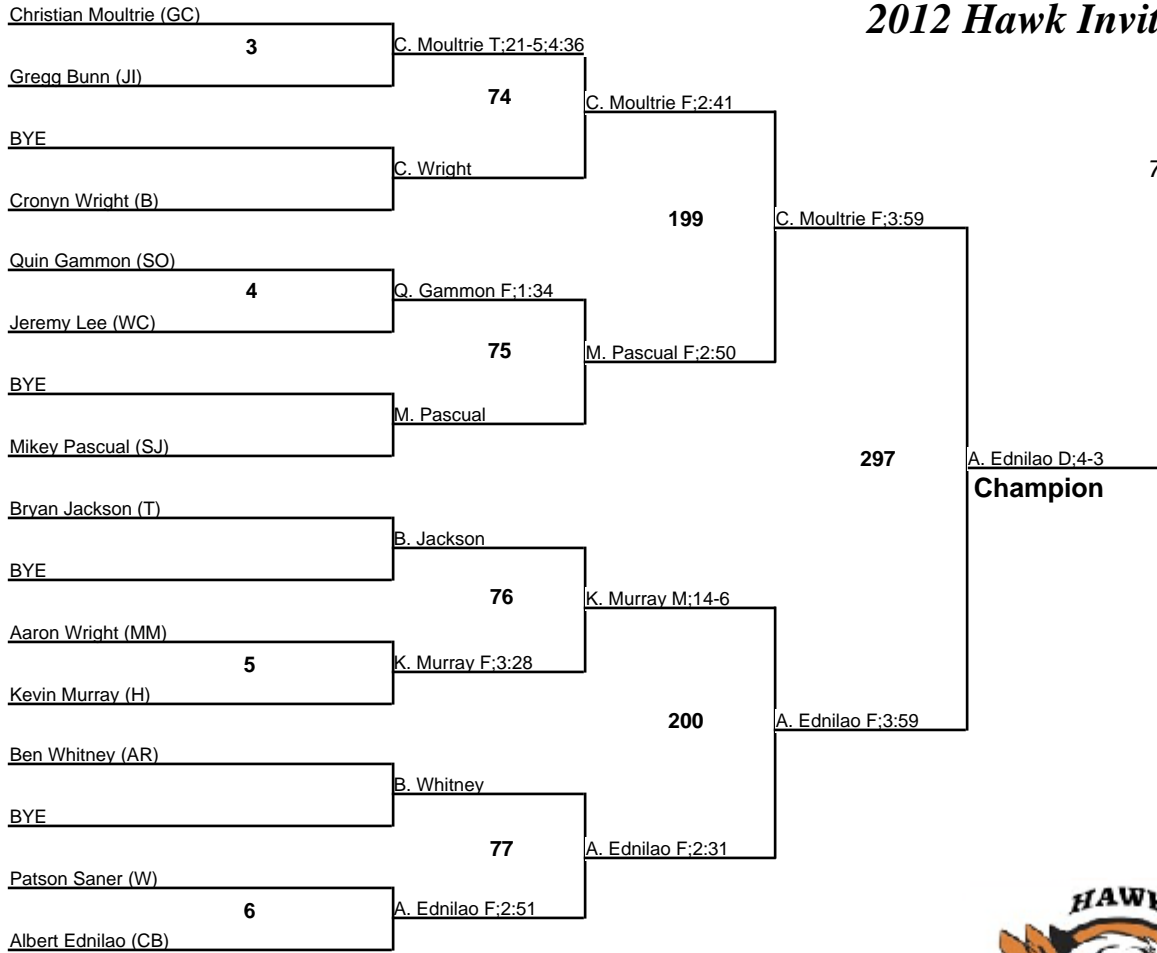 2012 Hawk Invit
Christian Moultrie (GC)
3
C. Moultrie T;21-5;4:36
Gregg Bunn (JI)
74
C. Moultrie F;2:41
BYE
C. Wright
7
Cronyn Wright (B)
199
C. Moultrie F;3:59
Quin Gammon (SO)
4
Q. Gammon F;1:34
Jeremy Lee (WC)
75
M. Pascual F;2:50
BYE
M. Pascual
Mikey Pascual (SJ)
297
A. Ednilao D;4-3
Champion
Bryan Jackson (T)
B. Jackson
BYE
76
K. Murray M;14-6
Aaron Wright (MM)
5
K. Murray F;3:28
Kevin Murray (H)
200
A. Ednilao F;3:59
Ben Whitney (AR)
B. Whitney
BYE
77
A. Ednilao F;2:31
Patson Saner (W)
6
A. Ednilao F;2:51
Albert Ednilao (CB)
HAWK